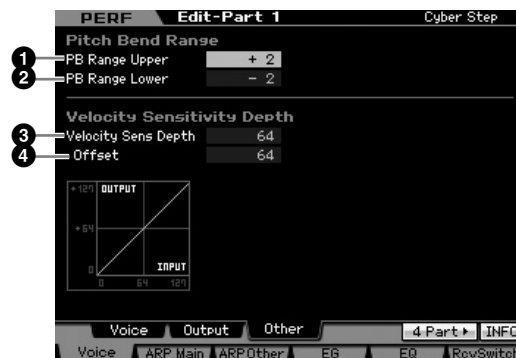 PERF Edit-Part 1 Cyber Step
Pitch Bend Range
1 PB Range Upper + 2
2 PB Range Lower - 2
Velocity Sensitivity Depth
3 Velocity Sens Depth 64
4 Offset 64
+127 OUTPUT
+64
0 INPUT
0 64 127
Voice Output Other 4 Part INFO
Voice ARP Main ARP Other EG EQ RcvSwitch